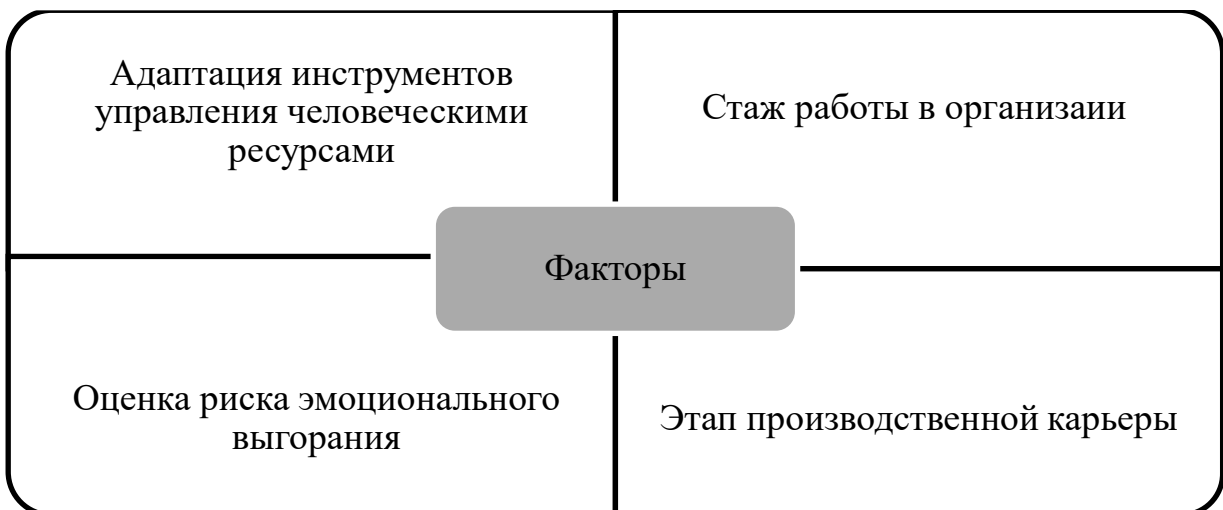 Адаптация инструментов
управления человеческими
ресурсами
Стаж работы в организаии
Факторы
Оценка риска эмоционального
выгорания
Этап производственной карьеры